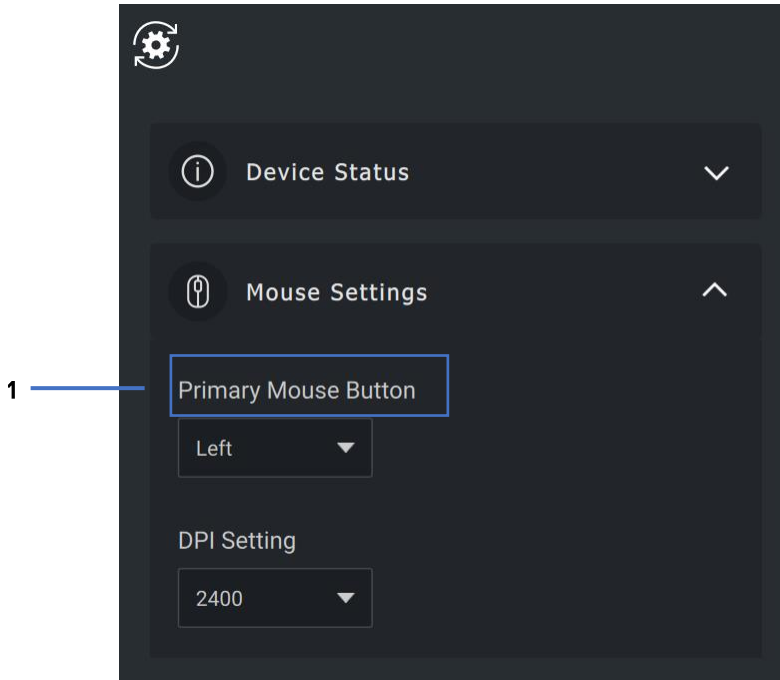 Device Status
Mouse Settings
1
Primary Mouse Button
Left
DPI Setting
2400